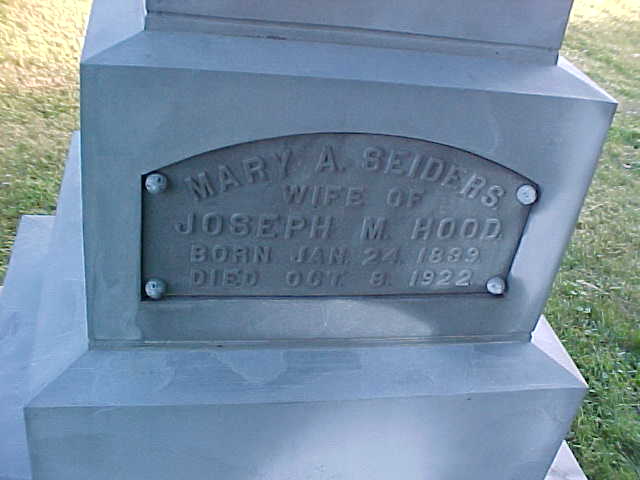 MARY A. SEIDERS
WIFE OF
JOSEPH M. HOOD.
BORN JAN. 24, 1839.
DIED OCT. 8, 1922.